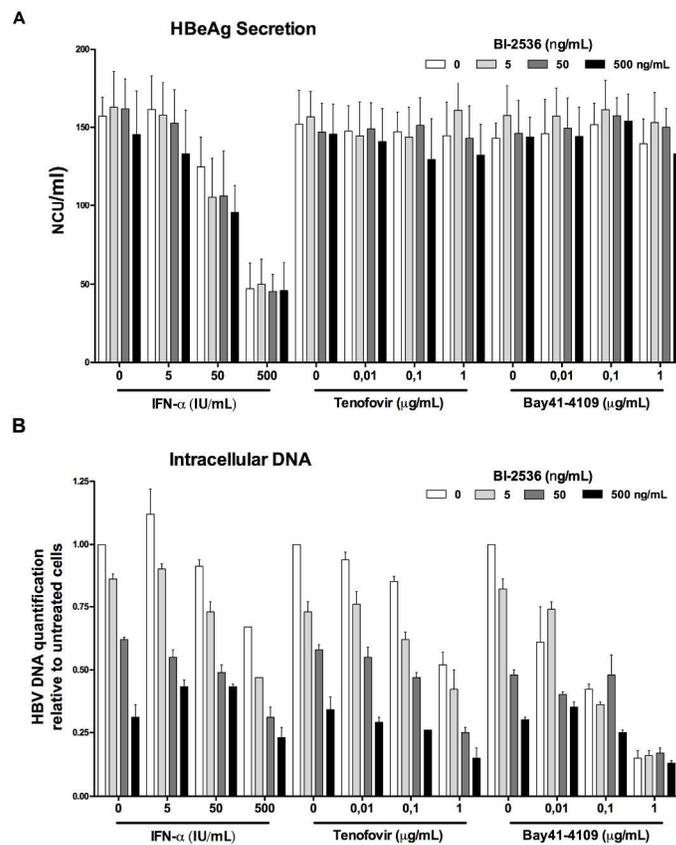 A
HBeAg Secretion
BI-2536 (ng/mL)
0 5 50 500 ng/mL
NCU/ml)
200
150
100
50
0
0 5 50 500 0 0,01 0,1 1 0 0,01 0,1 1
IFN-α (IU/mL) Tenofovir (µg/mL) Bay41-4109 (µg/mL)
B
Intracellular DNA
BI-2536 (ng/mL)
0 5 50 500 ng/mL
HBV DNA quantification
relative to untreated cells
1.25
1.00
0.75
0.50
0.25
0.00
0 5 50 500 0 0,01 0,1 1 0 0,01 0,1 1
IFN-α (IU/mL) Tenofovir (µg/mL) Bay41-4109 (µg/mL)